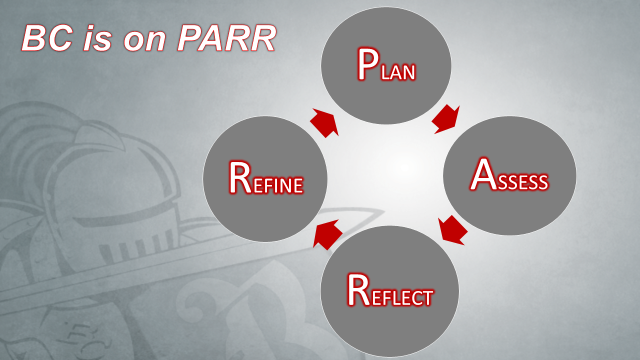 BC is on PARR
PLAN
ASSESS
REFLECT
REFINE